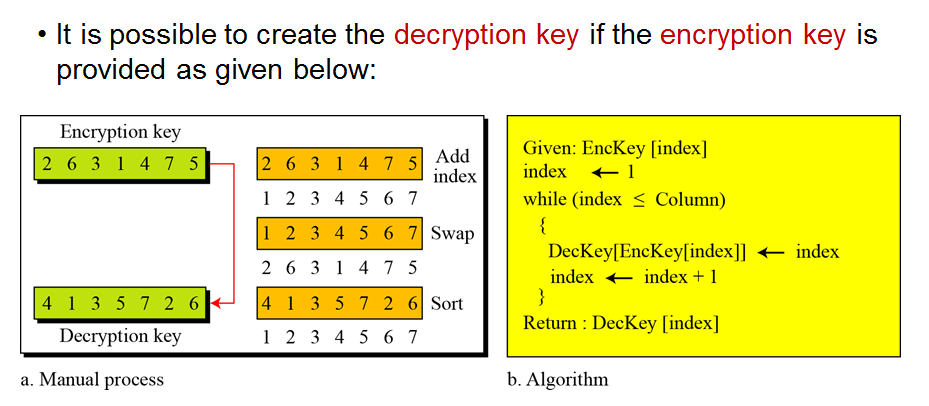 • It is possible to create the decryption key if the encryption key is
provided as given below:
Encryption key
2 6 3 1 4 7 5
4 1 3 5 7 2 6
Decryption key
2 6 3 1 4 7 5 Add
index
1 2 3 4 5 6 7
1 2 3 4 5 6 7 Swap
2 6 3 1 4 7 5
4 1 3 5 7 2 6 Sort
1 2 3 4 5 6 7
a. Manual process
Given: EncKey [index]
index ← 1
while (index ≤ Column)
{
DecKey[EncKey[index]] ← index
index ← index + 1
}
Return : DecKey [index]
b. Algorithm